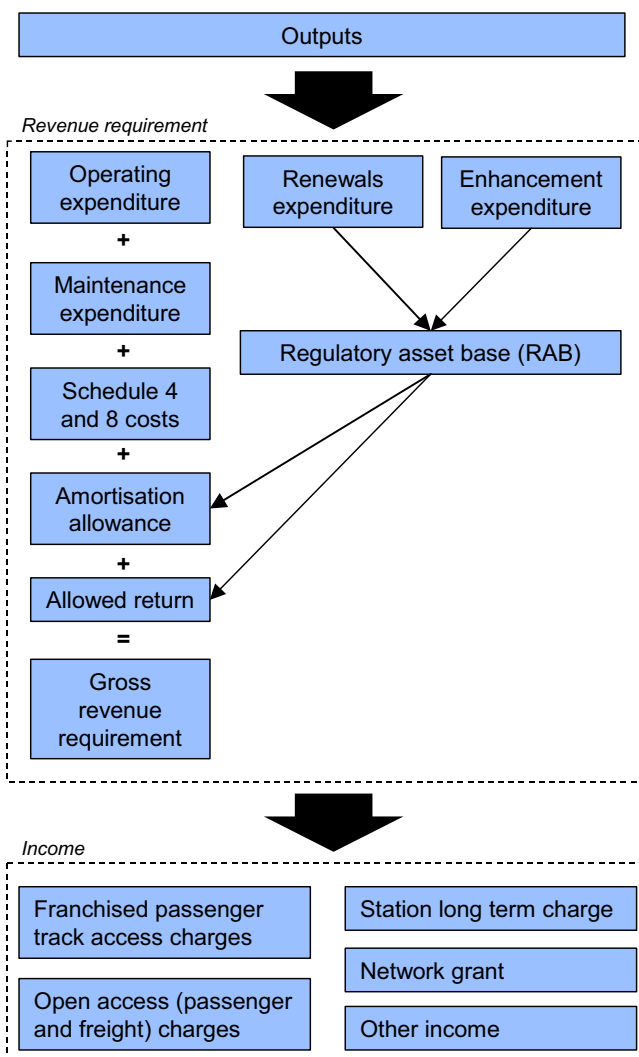 Outputs
Revenue requirement
Operating
expenditure
+
Maintenance
expenditure
+
Schedule 4
and 8 costs
+
Amortisation
allowance
+
Allowed return
=
Gross
revenue
requirement
Renewals
expenditure
Enhancement
expenditure
Regulatory asset base (RAB)
Income
Franchised passenger
track access charges
Open access (passenger
and freight) charges
Station long term charge
Network grant
Other income